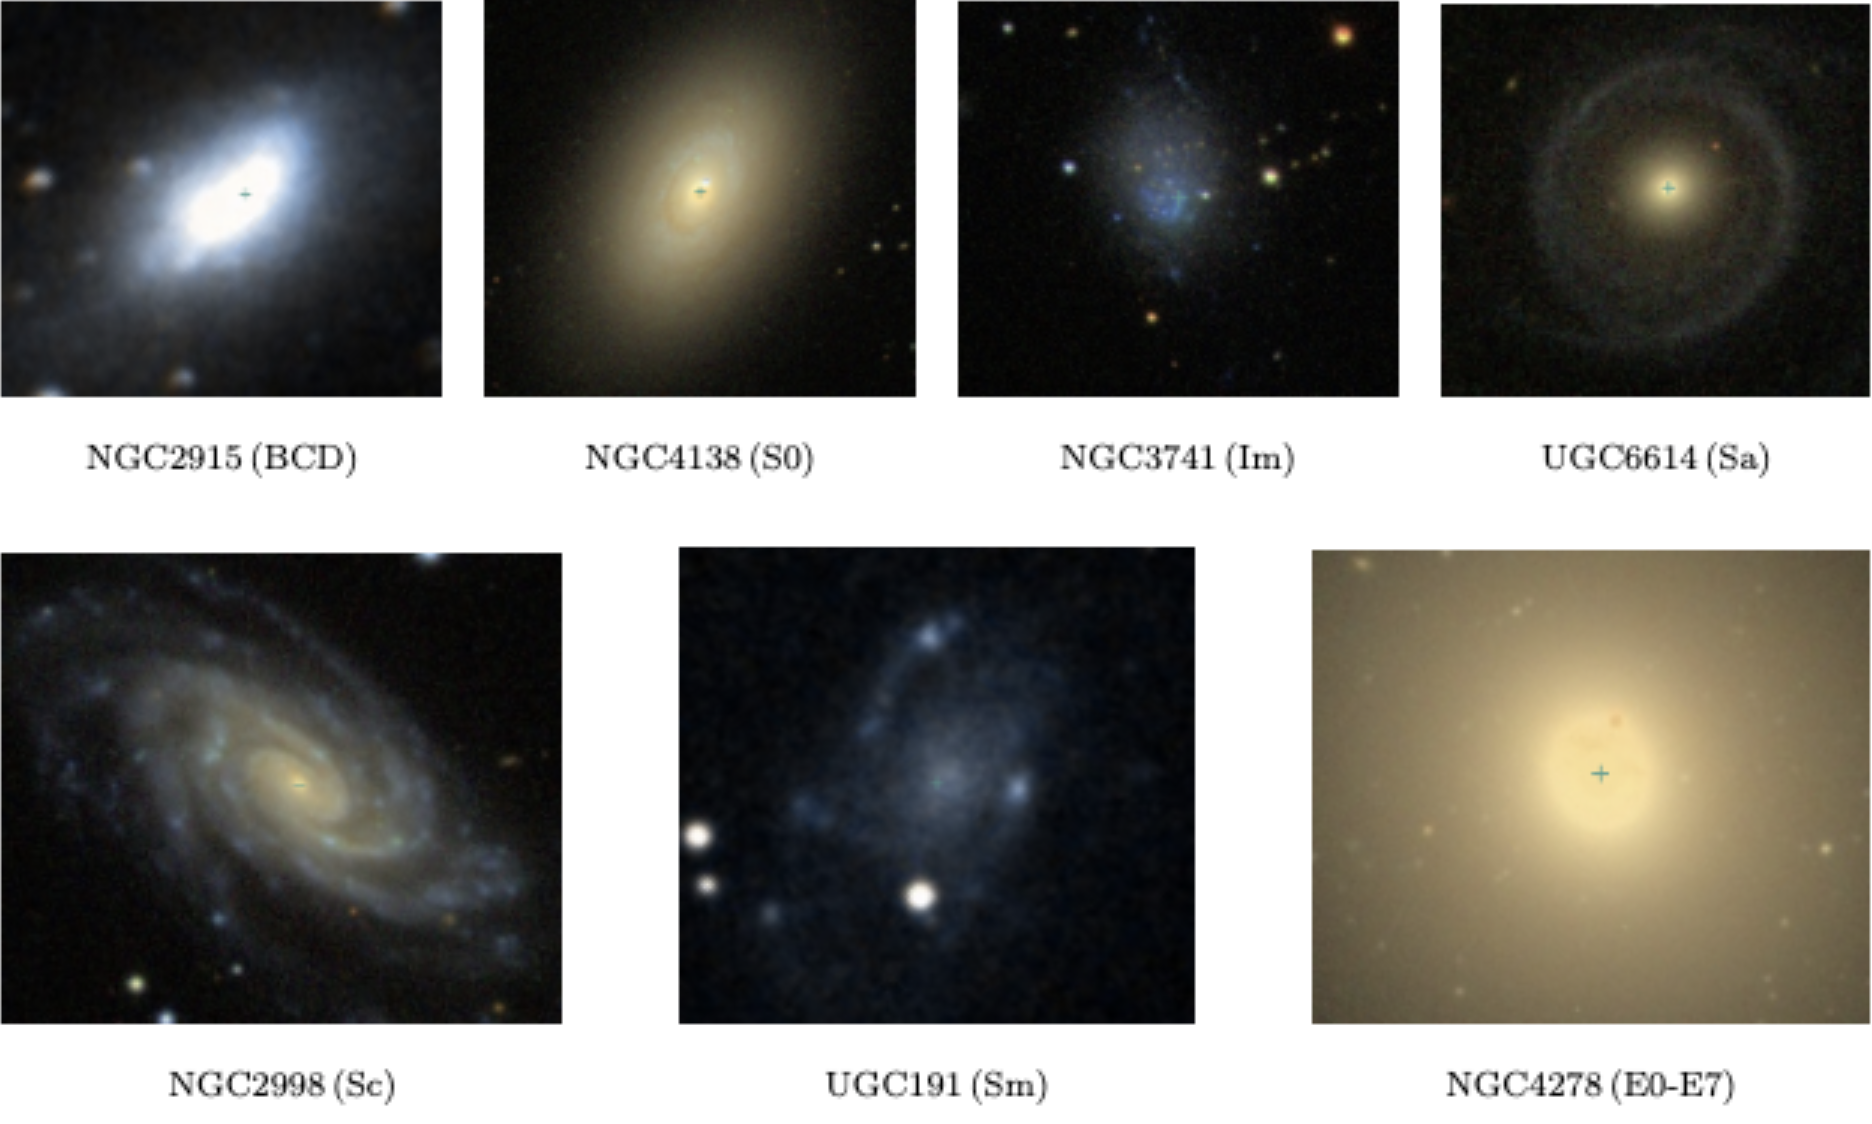 NGC2915 (BCD)
NGC4138 (S0)
NGC3741 (Im)
UGC6614 (Sa)
NGC2998 (Sc)
UGC191 (Sm)
NGC4278 (E0-E7)